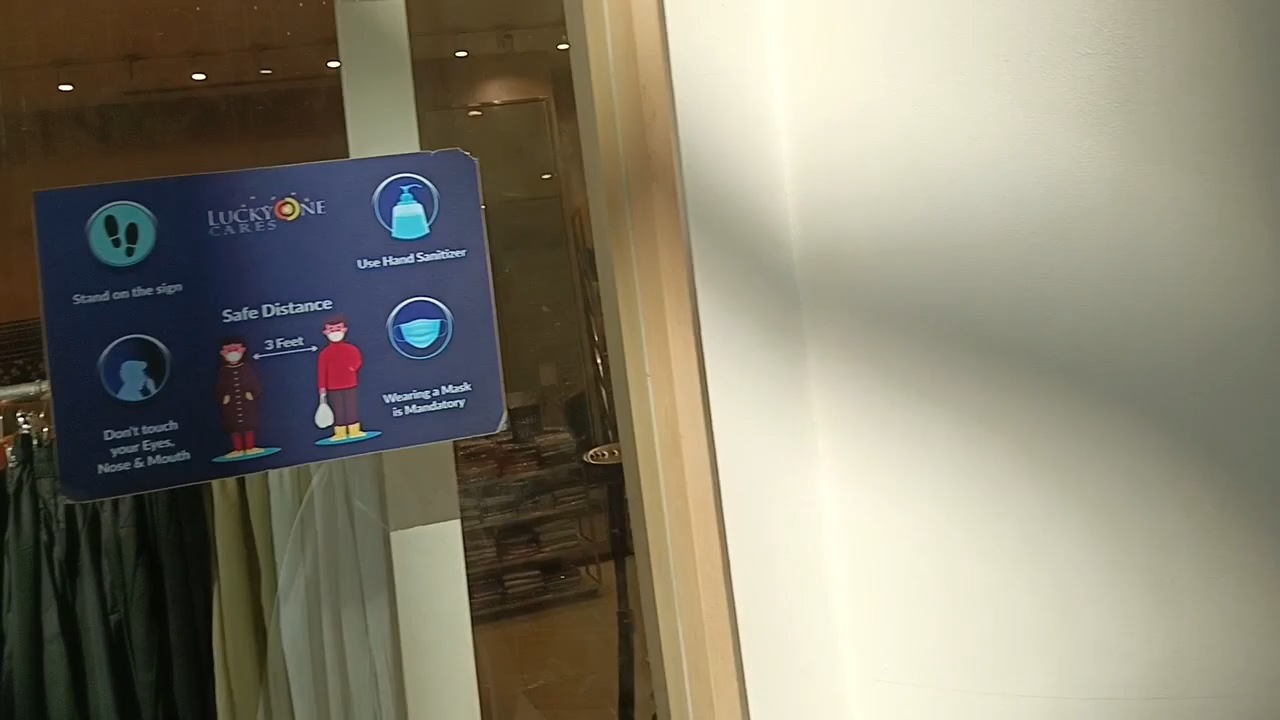 LUCKYONE
CARES
Stand on the sign
Use Hand Sanitizer
Safe Distance
3 Feet
Don't touch
your Eyes,
Nose & Mouth
Wearing a Mask
is Mandatory